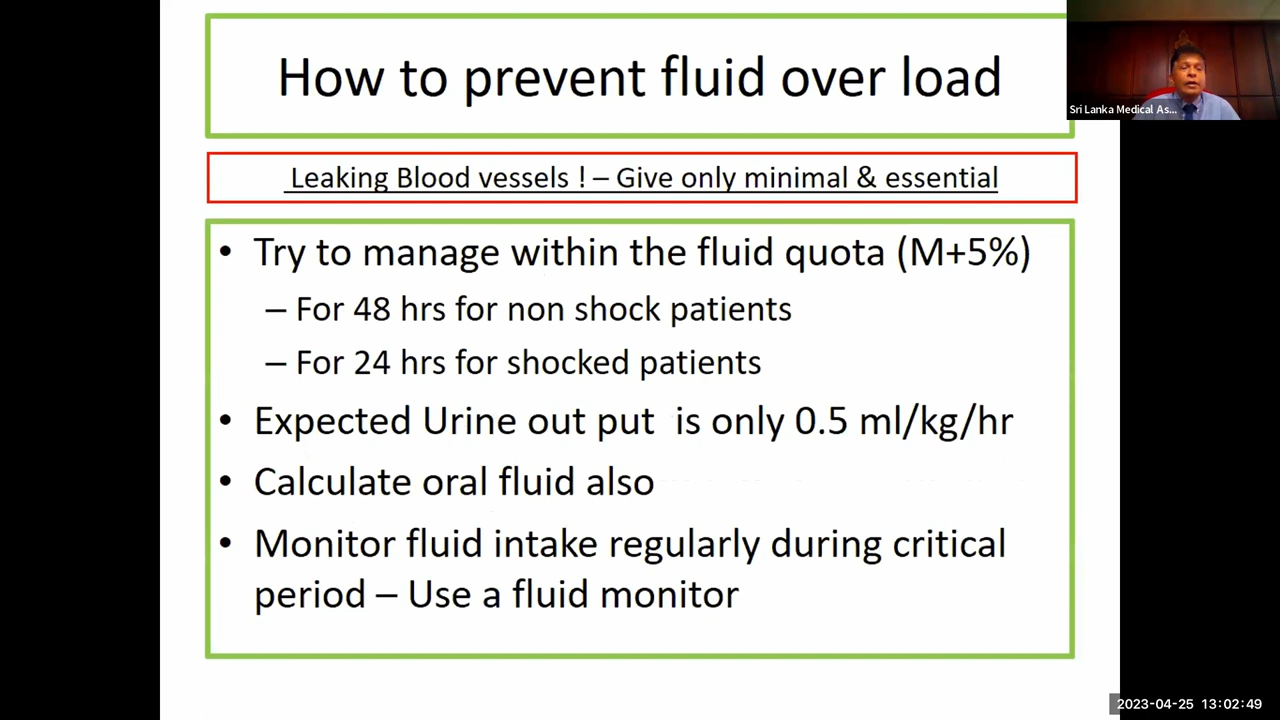 How to prevent fluid over load
Sri Lanka Medical As...
Leaking Blood vessels ! – Give only minimal & essential
• Try to manage within the fluid quota (M+5%)
– For 48 hrs for non shock patients
– For 24 hrs for shocked patients
• Expected Urine out put is only 0.5 ml/kg/hr
• Calculate oral fluid also
• Monitor fluid intake regularly during critical
period – Use a fluid monitor
2023-04-25 13:02:49